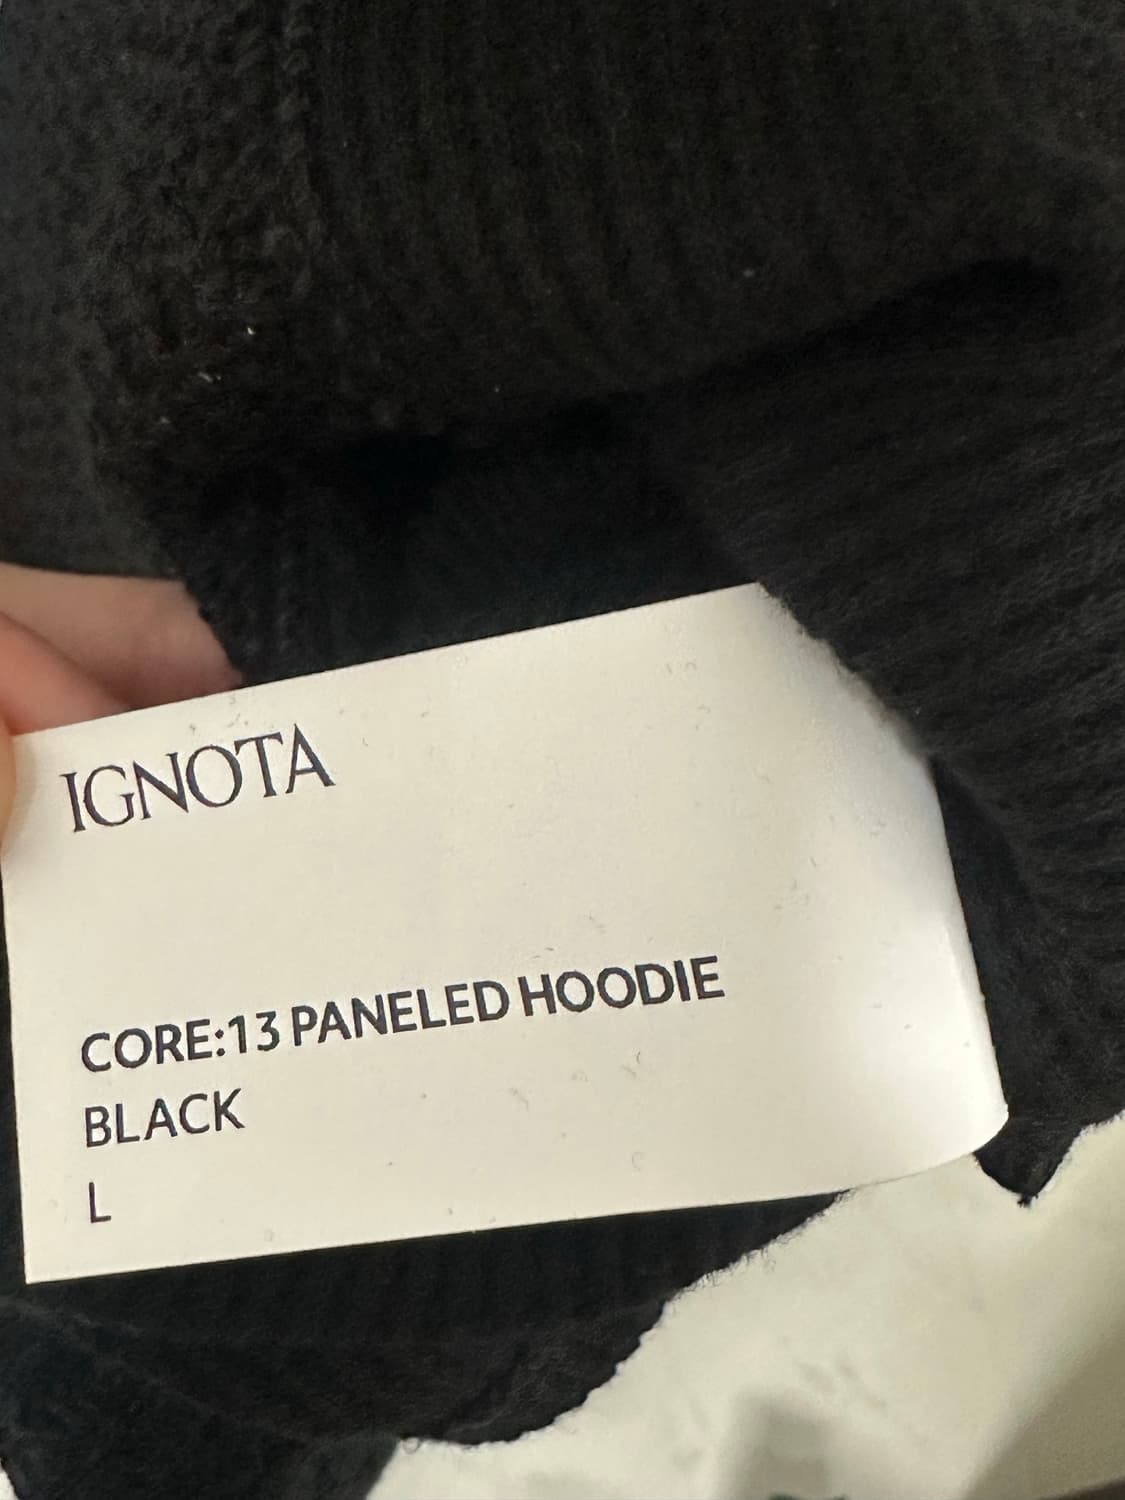 IGNOTA
CORE:13 PANELED HOODIE
BLACK
L